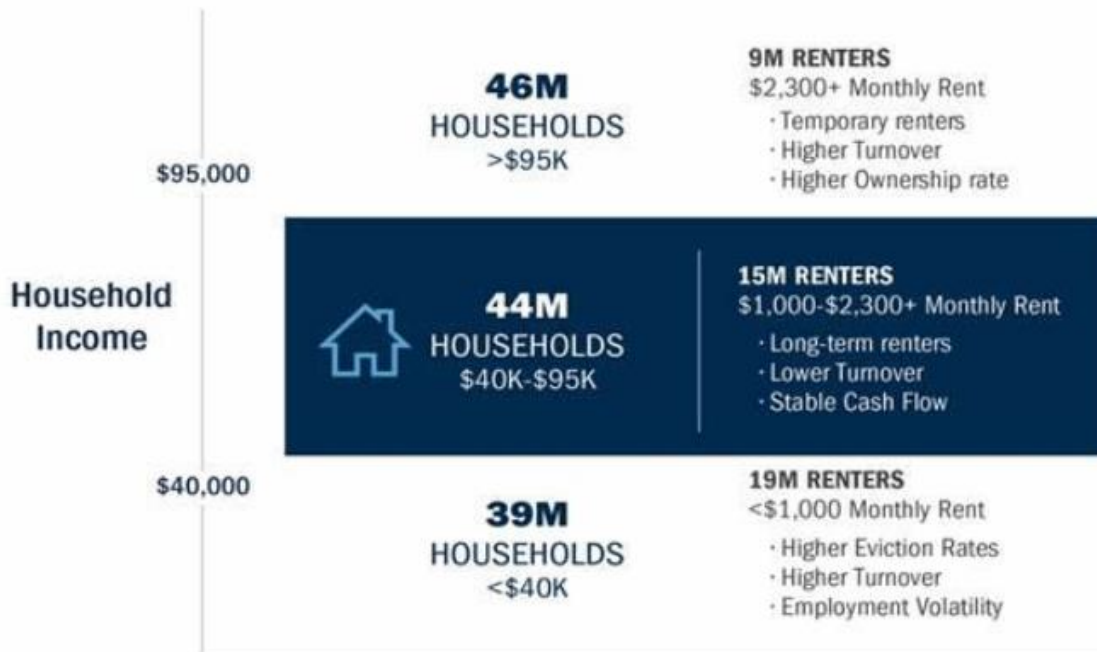 46M
HOUSEHOLDS
>$95K
9M RENTERS
$2,300+ Monthly Rent
· Temporary renters
· Higher Turnover
· Higher Ownership rate
$95,000
Household
Income
44M
HOUSEHOLDS
$40K-$95K
15M RENTERS
$1,000-$2,300+ Monthly Rent
· Long-term renters
· Lower Turnover
· Stable Cash Flow
$40,000
39M
HOUSEHOLDS
<$40K
19M RENTERS
<$1,000 Monthly Rent
· Higher Eviction Rates
· Higher Turnover
· Employment Volatility